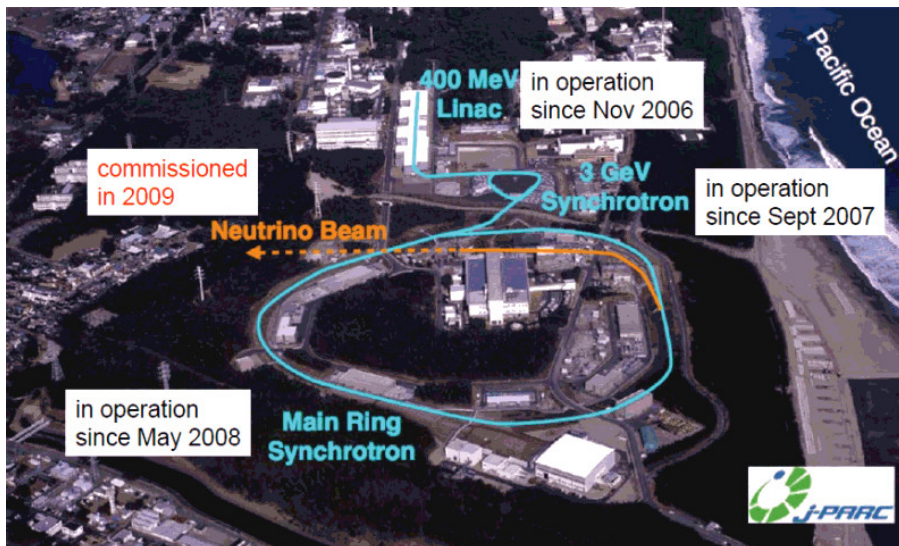 400 MeV
Linac
in operation
since Nov 2006
Pacific Ocean
commissioned
in 2009
3 GeV
Synchrotron
in operation
since Sept 2007
Neutrino Beam
in operation
since May 2008
Main Ring
Synchrotron
J-PARC